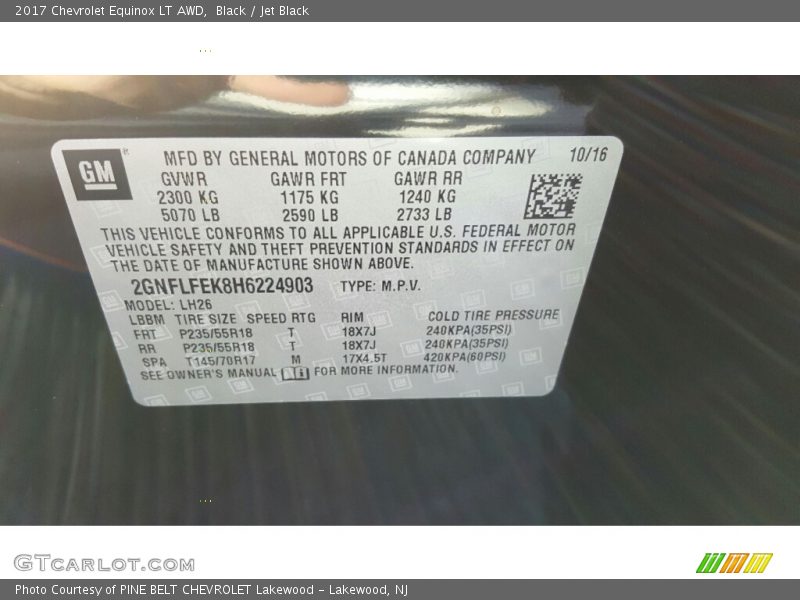 2017 Chevrolet Equinox LT AWD, Black / Jet Black
GM®
MFD BY GENERAL MOTORS OF CANADA COMPANY 10/16
GVWR GAWR FRT GAWR RR
2300 KG 1175 KG 1240 KG
5070 LB 2590 LB 2733 LB
THIS VEHICLE CONFORMS TO ALL APPLICABLE U.S. FEDERAL MOTOR
VEHICLE SAFETY AND THEFT PREVENTION STANDARDS IN EFFECT ON
THE DATE OF MANUFACTURE SHOWN ABOVE.
2GNFLFEK8H6224903 TYPE: M.P.V.
MODEL: LH26
LBBM TIRE SIZE SPEED RTG RIM COLD TIRE PRESSURE
FRT P235/55R18 T 18X7J 240KPA(35PSI)
RR P235/55R18 T 18X7J 240KPA(35PSI)
SPA T145/70R17 M 17X4.5T 420KPA(60PSI)
SEE OWNER'S MANUAL FOR MORE INFORMATION.
GTCARLOT.COM
Photo Courtesy of PINE BELT CHEVROLET Lakewood - Lakewood, NJ